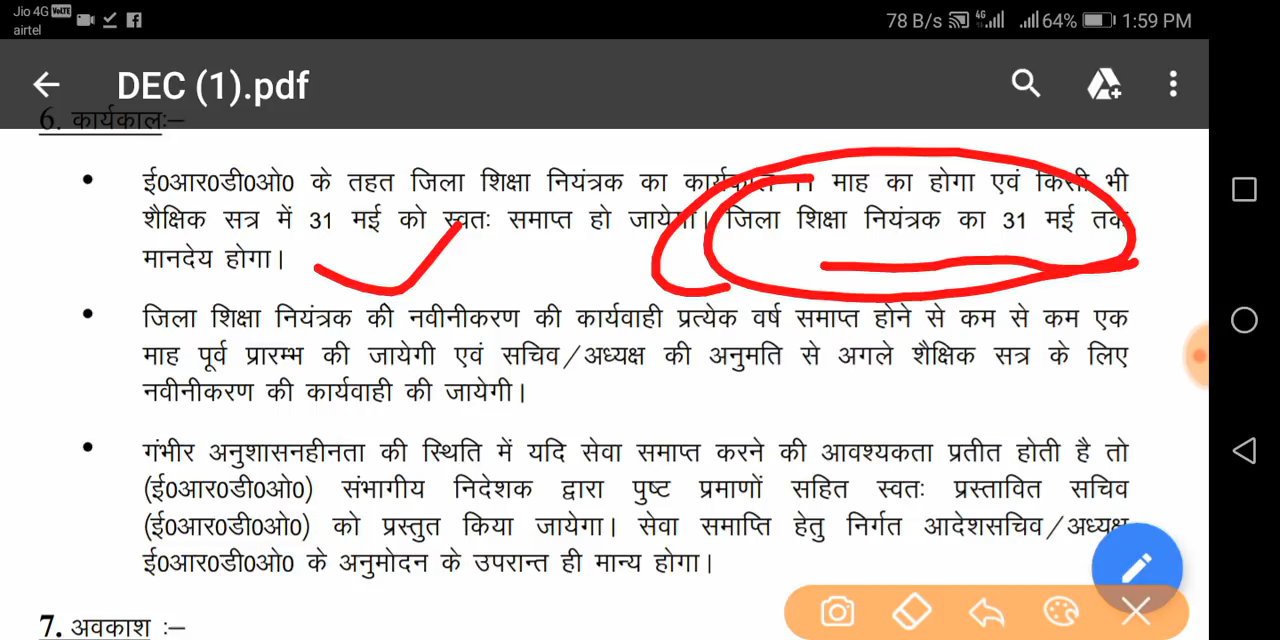 Jio 4G VoLTE
airtel
78 B/s 4G 64% 1:59 PM
DEC (1).pdf
6. कार्यकालः–
ई0आर0डी0ओ0 के तहत जिला शिक्षा नियंत्रक का कार्यकाल 11 माह का होगा एवं किसी भी
शैक्षिक सत्र में 31 मई को स्वतः समाप्त हो जायेगा। जिला शिक्षा नियंत्रक का 31 मई तक
मानदेय होगा।
जिला शिक्षा नियंत्रक की नवीनीकरण की कार्यवाही प्रत्येक वर्ष समाप्त होने से कम से कम एक
माह पूर्व प्रारम्भ की जायेगी एवं सचिव/अध्यक्ष की अनुमति से अगले शैक्षिक सत्र के लिए
नवीनीकरण की कार्यवाही की जायेगी।
गंभीर अनुशासनहीनता की स्थिति में यदि सेवा समाप्त करने की आवश्यकता प्रतीत होती है तो
(ई0आर0डी0ओ0) संभागीय निदेशक द्वारा पुष्ट प्रमाणों सहित स्वतः प्रस्तावित सचिव
(ई0आर0डी0ओ0) को प्रस्तुत किया जायेगा। सेवा समाप्ति हेतु निर्गत आदेशसचिव/अध्यक्ष
ई0आर0डी0ओ0 के अनुमोदन के उपरान्त ही मान्य होगा।
7. अवकाश :–